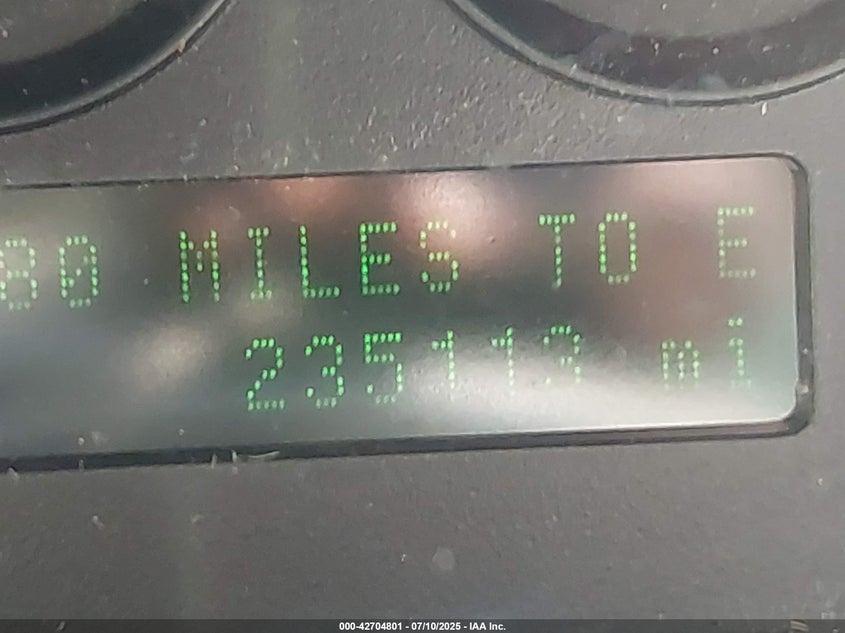 80 MILES TO E
235113 mi
000-42704801 - 07/10/2025 - IAA Inc.